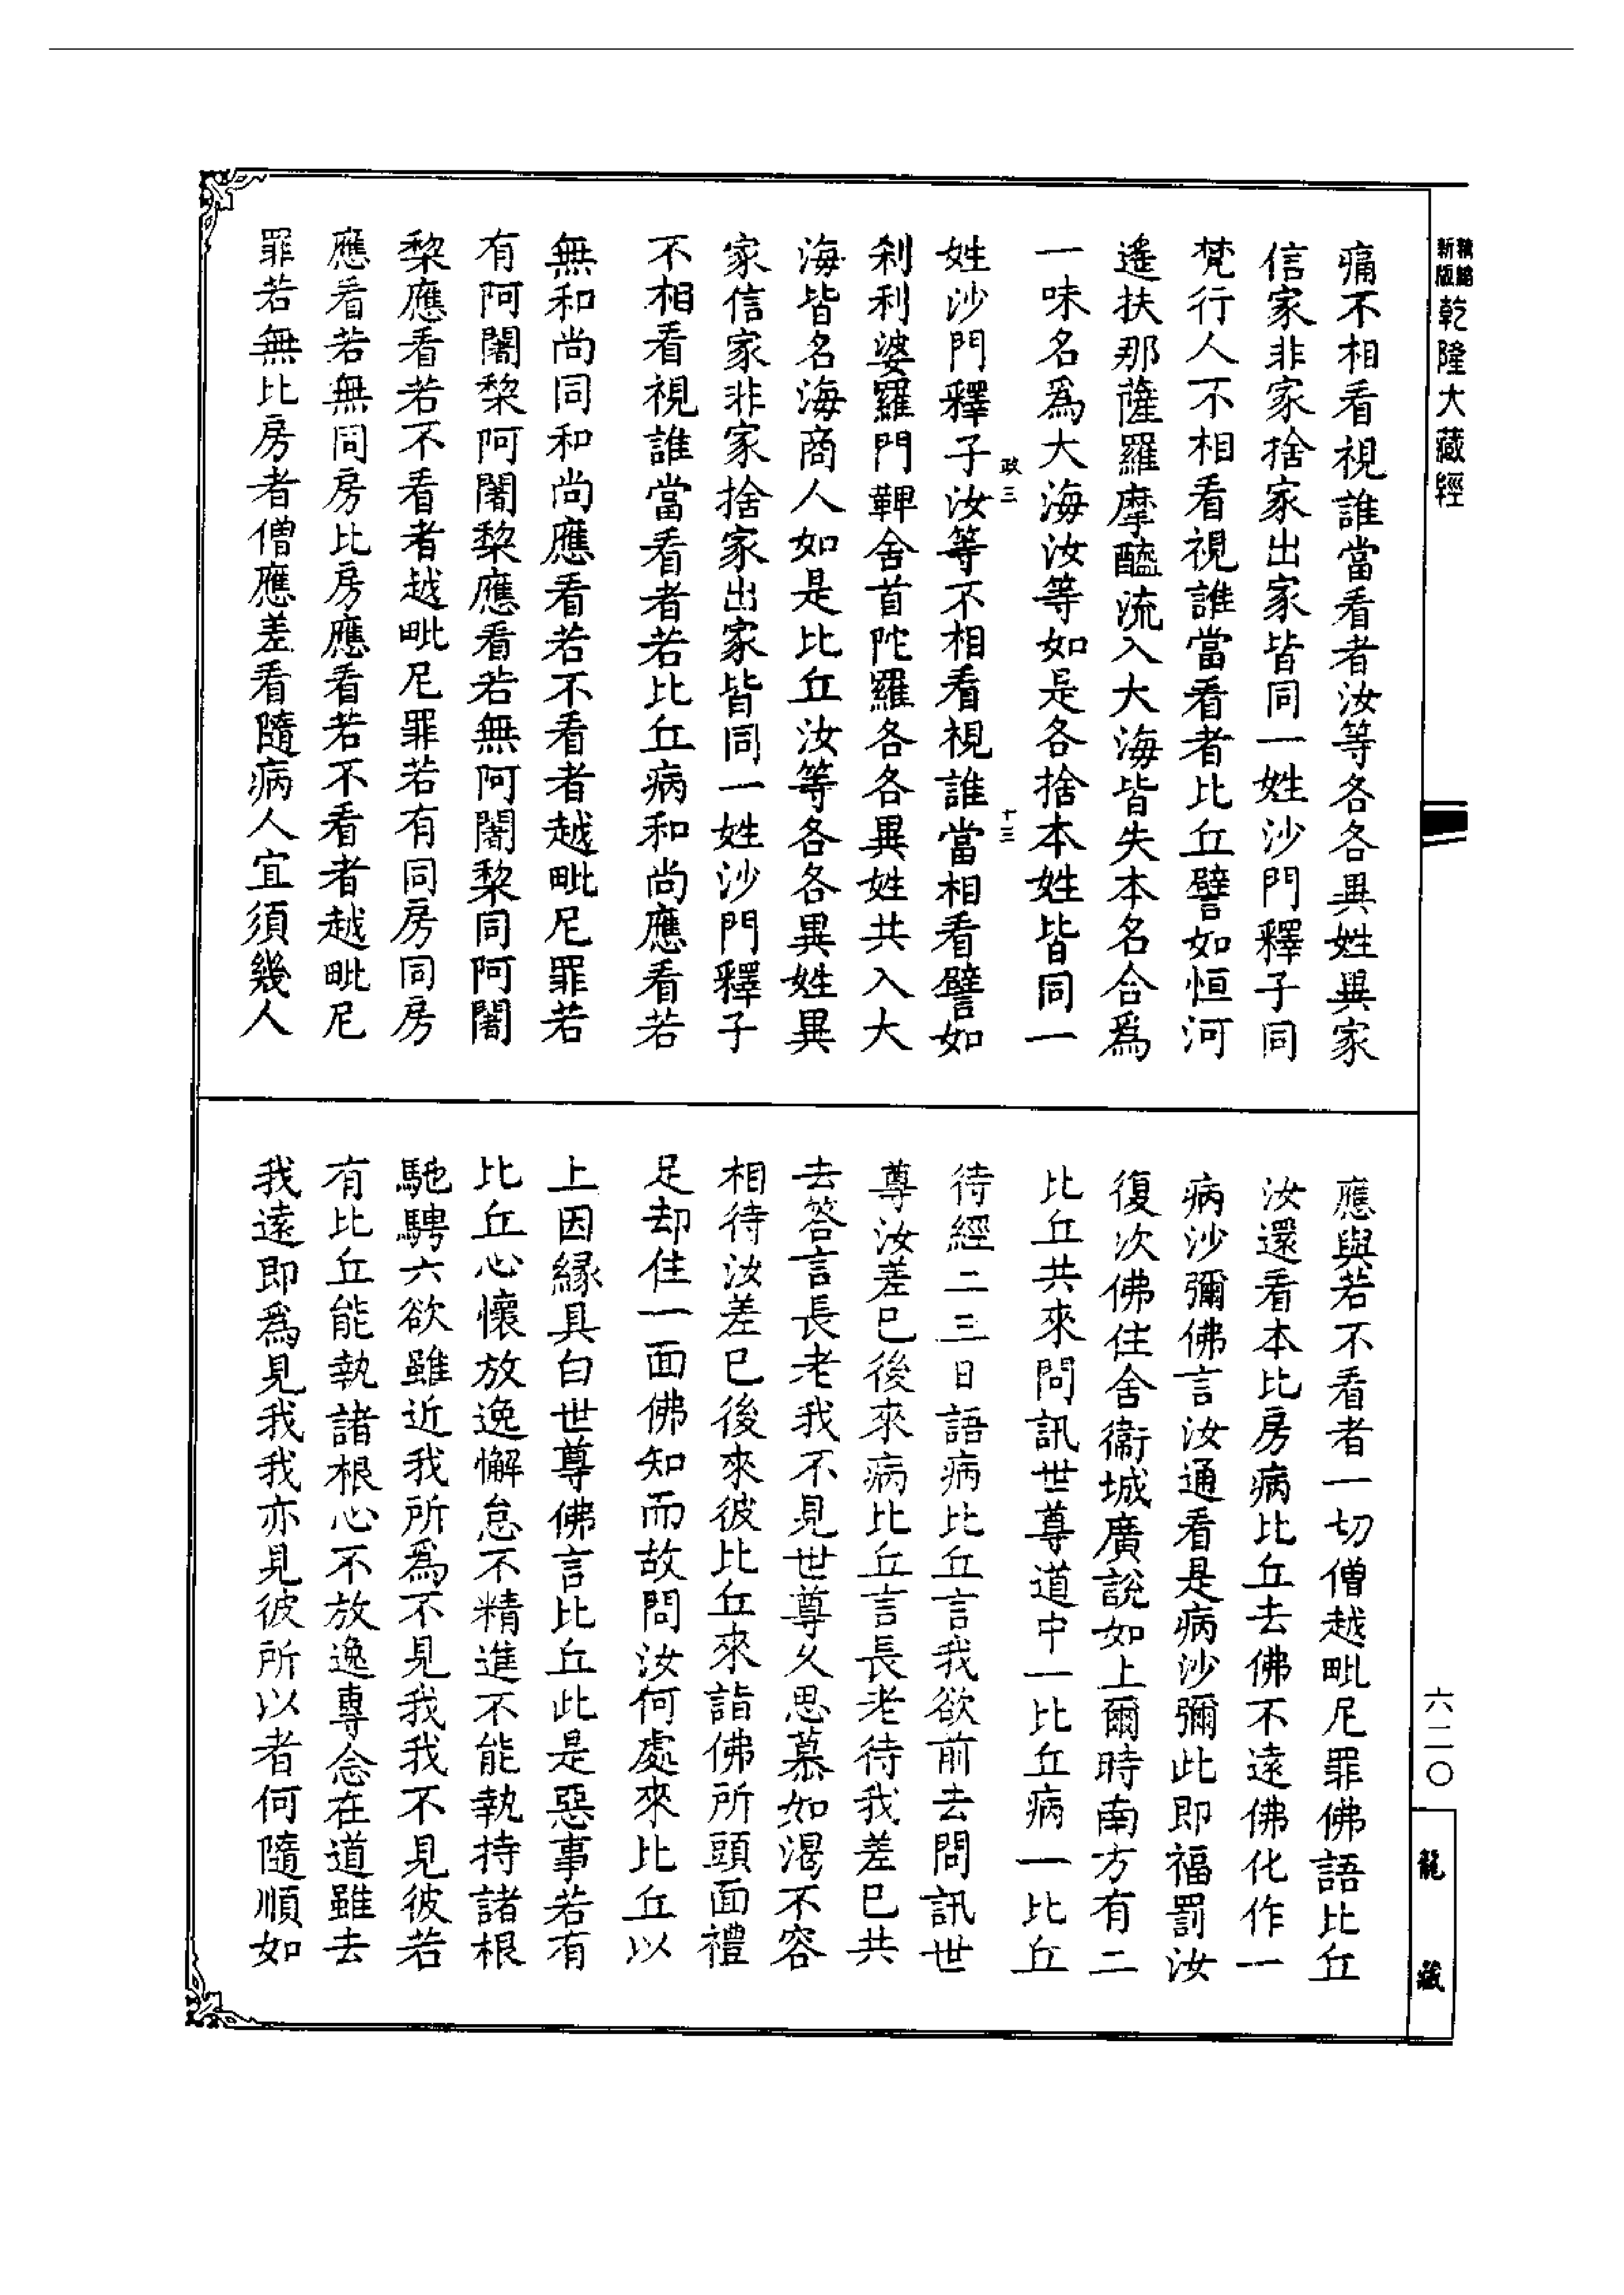 新版精縮乾隆大藏經
痛不相看視誰當看者汝等各各異姓異家
信家非家捨家出家皆同一姓沙門釋子同
梵行人不相看視誰當看者比丘譬如恒河
遙扶那薩羅摩醯流入大海皆失本名合爲
一味名爲大海汝等如是各捨本姓皆同一
政三
十三
姓沙門釋子汝等不相看視誰當相看譬如
刹利婆羅門鞞舍首陀羅各各異姓共入大
海皆名海商人如是比丘汝等各各異姓異
家信家非家捨家出家皆同一姓沙門釋子
不相看視誰當看者若比丘病和尚應看若
無和尚同和尚應看若不看者越毗尼罪若
有阿闍棃阿闍棃應看若無阿闍棃同阿闍
棃應看若不看者越毗尼罪若有同房同房
應看若無同房比房應看若不看者越毗尼
罪若無比房者僧應差看隨病人宜須幾人
應與若不看者一切僧越毗尼罪佛語比丘
汝還看本比房病比丘去佛不遠佛化作一
病沙彌佛言汝通看是病沙彌此即福罰汝
復次佛住舍衞城廣說如上爾時南方有二
比丘共來問訊世尊道中一比丘病一比丘
待經二三日語病比丘言我欲前去問訊世
尊汝差已後來病比丘言長老待我差已共
去答言長老我不見世尊久思慕如渴不容
相待汝差已後來彼比丘來詣佛所頭面禮
足却住一面佛知而故問汝何處來比丘以
上因緣具白世尊佛言比丘此是惡事若有
比丘心懷放逸懈怠不精進不能執持諸根
馳騁六欲雖近我所爲不見我我不見彼若
有比丘能執諸根心不放逸專念在道雖去
我遠即爲見我我亦見彼所以者何隨順如
六二〇
龍藏